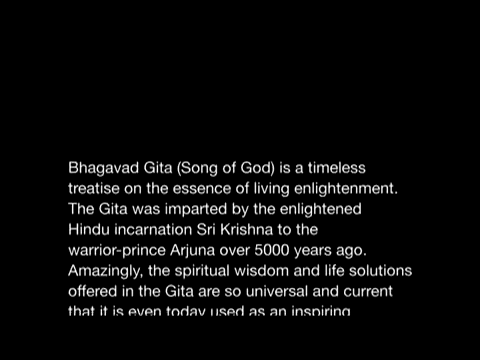 Bhagavad Gita (Song of God) is a timeless
treatise on the essence of living enlightenment.
The Gita was imparted by the enlightened
Hindu incarnation Sri Krishna to the
warrior-prince Arjuna over 5000 years ago.
Amazingly, the spiritual wisdom and life solutions
offered in the Gita are so universal and current
that it is even today used as an inspiring